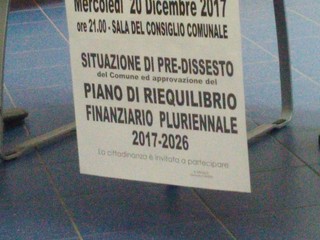 Mercoledì 20 Dicembre 2017
ore 21.00 - SALA DEL CONSIGLIO COMUNALE
SITUAZIONE DI PRE-DISSESTO
del Comune ed approvazione del
PIANO DI RIEQUILIBRIO
FINANZIARIO PLURIENNALE
2017-2026
La cittadinanza è invitata a partecipare!